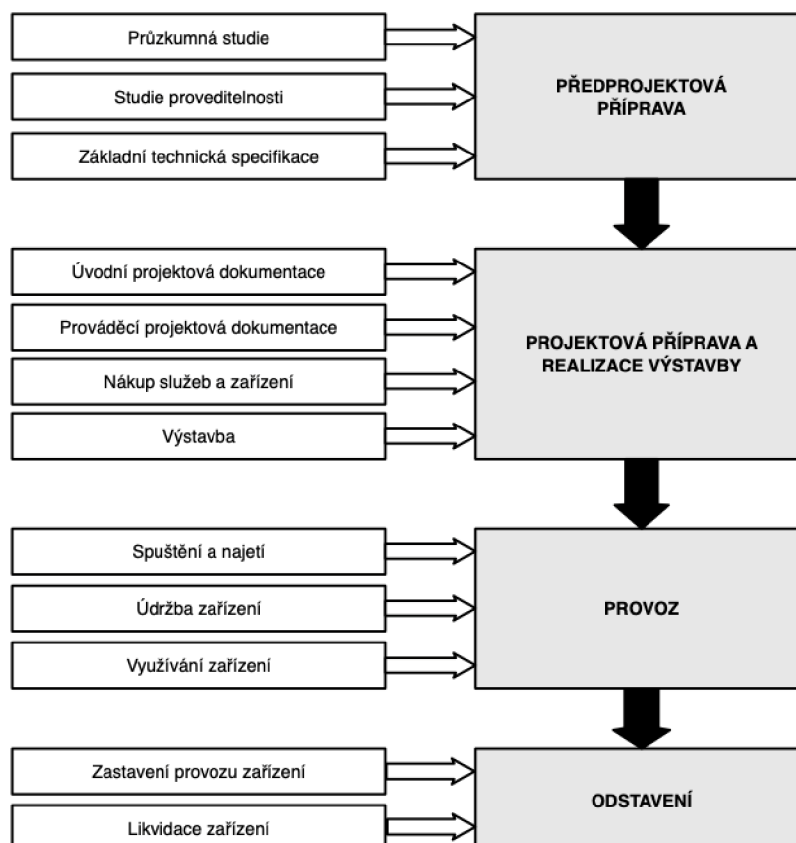 Průzkumná studie
Studie proveditelnosti
Základní technická specifikace
PŘEDPROJEKTOVÁ
PŘÍPRAVA
Úvodní projektová dokumentace
Prováděcí projektová dokumentace
Nákup služeb a zařízení
Výstavba
PROJEKTOVÁ PŘÍPRAVA A
REALIZACE VÝSTAVBY
Spuštění a najetí
Údržba zařízení
Využívání zařízení
PROVOZ
Zastavení provozu zařízení
Likvidace zařízení
ODSTAVENÍ